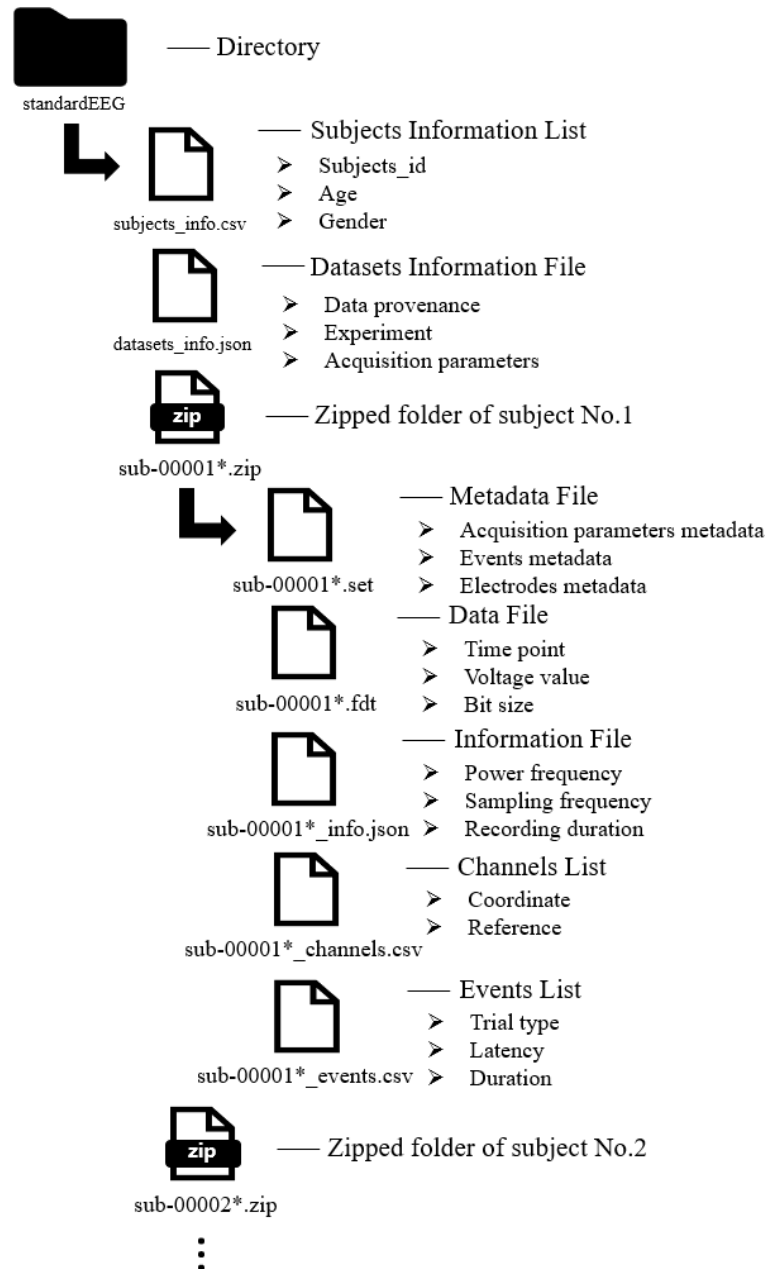 Directory
standardEEG
Subjects Information List
➢ Subjects_id
➢ Age
➢ Gender
subjects_info.csv
Datasets Information File
➢ Data provenance
➢ Experiment
➢ Acquisition parameters
datasets_info.json
zip
Zipped folder of subject No.1
sub-00001*.zip
Metadata File
➢ Acquisition parameters metadata
➢ Events metadata
➢ Electrodes metadata
sub-00001*.set
Data File
➢ Time point
➢ Voltage value
➢ Bit size
sub-00001*.fdt
Information File
➢ Power frequency
➢ Sampling frequency
➢ Recording duration
sub-00001*_info.json
Channels List
➢ Coordinate
➢ Reference
sub-00001*_channels.csv
Events List
➢ Trial type
➢ Latency
➢ Duration
sub-00001*_events.csv
zip
Zipped folder of subject No.2
sub-00002*.zip
⋮